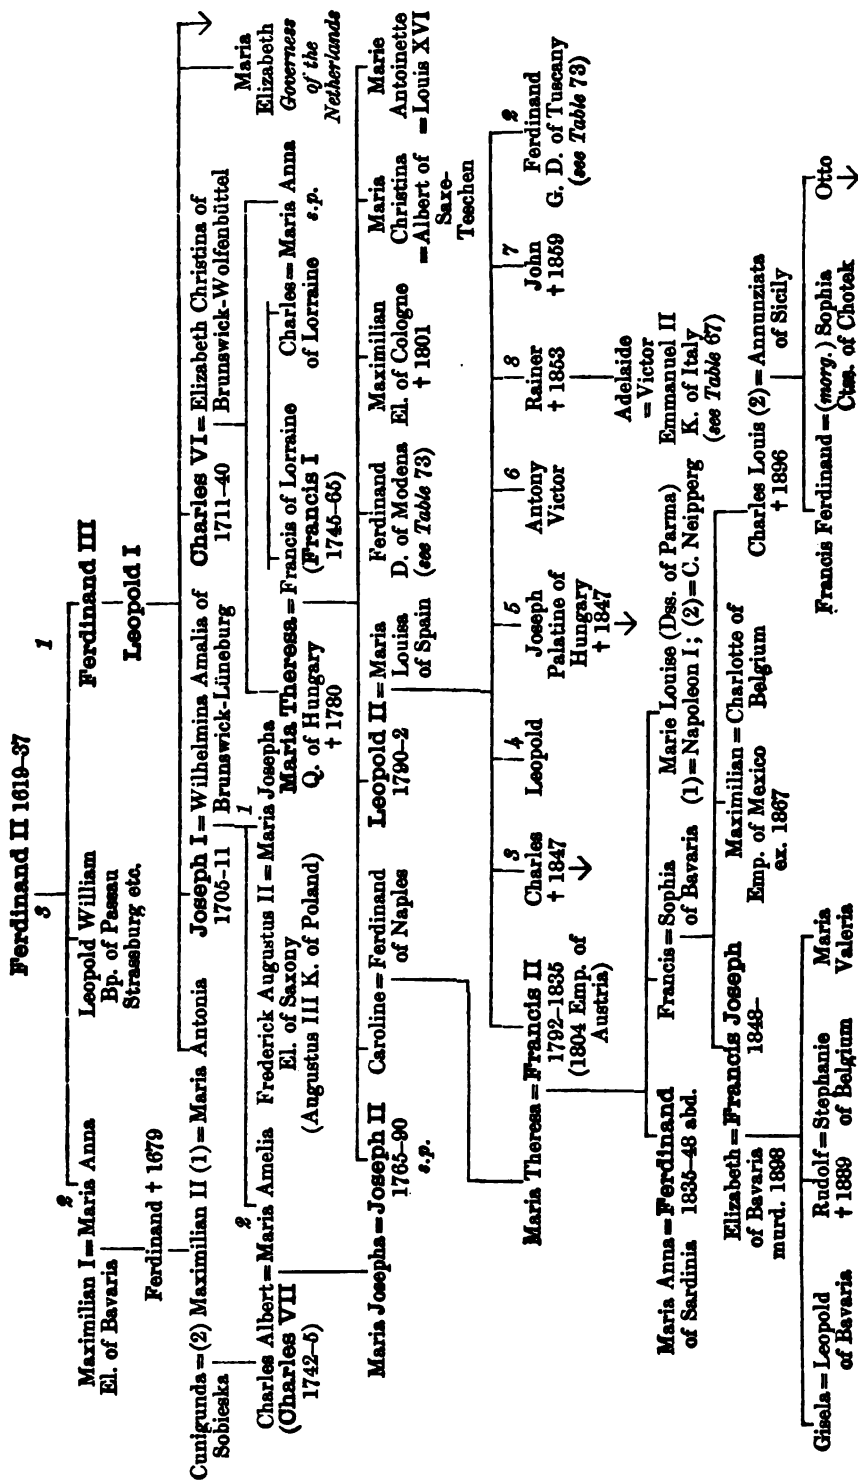 Ferdinand II 1619-37
3
2
1
Maximilian I = Maria Anna
El. of Bavaria
Leopold William
Bp. of Passau
Strassburg etc.
Ferdinand III
Ferdinand † 1679
Leopold I
Cunigunda = (2) Maximilian II (1) = Maria Antonia
Sobieska
Joseph I = Wilhelmina Amalia of
1705-11 Brunswick-Lüneburg
Charles VI = Elizabeth Christina of
1711-40 Brunswick-Wolfenbüttel
Maria
Elizabeth
Governess
of the
Netherlands
2
1
Charles Albert = Maria Amelia
(Charles VII
1742-5)
Frederick Augustus II = Maria Josepha
El. of Saxony
(Augustus III K. of Poland)
Maria Theresa = Francis of Lorraine
Q. of Hungary (Francis I
† 1780 1745-65)
Charles = Maria Anna
of Lorraine s.p.
Maria Josepha = Joseph II
1765-90
s.p.
Caroline = Ferdinand
of Naples
Leopold II = Maria
1790-2 Louisa
of Spain
Ferdinand
D. of Modena
(see Table 73)
Maximilian
El. of Cologne
† 1801
Maria
Christina
= Albert of
Saxe-
Teschen
Marie
Antoinette
= Louis XVI
Maria Theresa = Francis II
1792-1835
(1804 Emp. of
Austria)
3
Charles
† 1847
4
Leopold
5
Joseph
Palatine of
Hungary
† 1847
6
Antony
Victor
8
Rainer
† 1853
7
John
† 1859
2
Ferdinand
G. D. of Tuscany
(see Table 73)
Adelaide
= Victor
Emmanuel II
K. of Italy
(see Table 67)
Maria Anna = Ferdinand
of Sardinia 1835-48 abd.
Francis = Sophia
of Bavaria
Marie Louise (Dss. of Parma)
(1) = Napoleon I; (2) = C. Neipperg
Elizabeth = Francis Joseph
of Bavaria 1848-
murd. 1898
Maximilian = Charlotte of
Emp. of Mexico Belgium
ex. 1867
Charles Louis (2) = Annunziata
† 1896 of Sicily
Gisela = Leopold
of Bavaria
Rudolf = Stephanie
† 1889 of Belgium
Maria
Valeria
Francis Ferdinand = (morg.) Sophia
Ctss. of Chotek
Otto